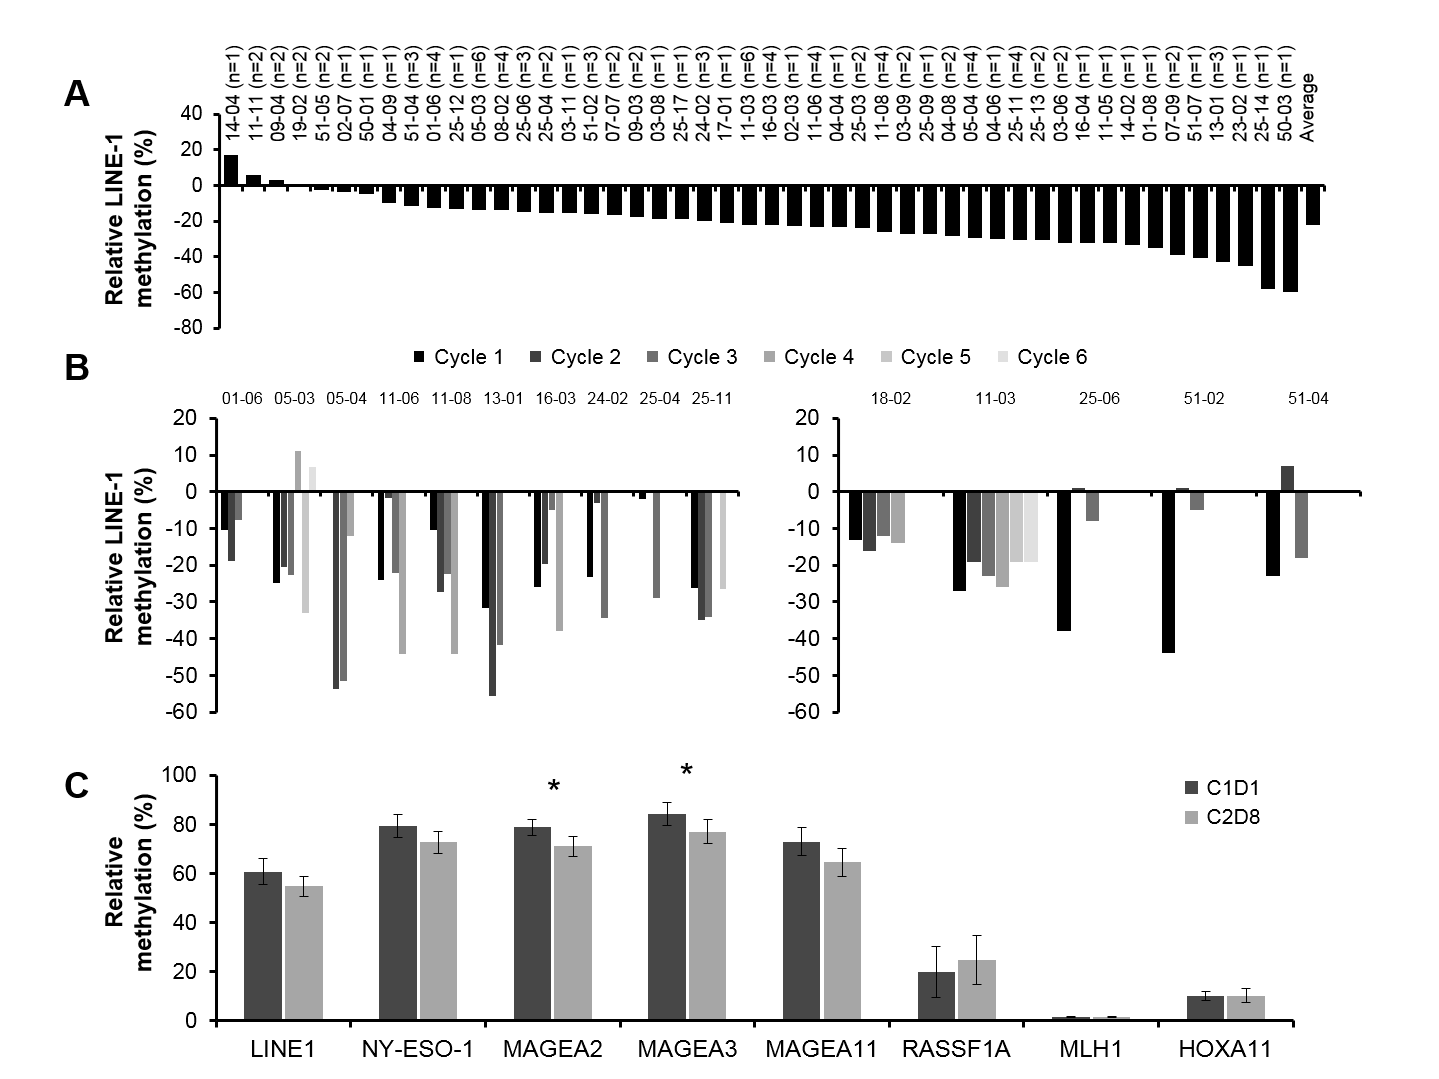 A
14-04 (n=1)
11-11 (n=2)
09-04 (n=2)
19-02 (n=2)
51-05 (n=2)
02-07 (n=1)
50-01 (n=1)
04-09 (n=1)
51-04 (n=3)
01-06 (n=4)
25-12 (n=1)
05-03 (n=6)
08-02 (n=4)
25-06 (n=3)
25-04 (n=2)
03-11 (n=1)
51-02 (n=3)
07-07 (n=2)
09-03 (n=2)
03-08 (n=1)
25-17 (n=1)
24-02 (n=3)
17-01 (n=1)
11-03 (n=6)
16-03 (n=4)
02-03 (n=1)
11-06 (n=4)
04-04 (n=1)
25-03 (n=2)
11-08 (n=4)
03-09 (n=2)
25-09 (n=1)
04-08 (n=2)
05-04 (n=4)
04-06 (n=1)
25-11 (n=4)
25-13 (n=2)
03-06 (n=2)
16-04 (n=1)
11-05 (n=1)
14-02 (n=1)
01-08 (n=1)
07-09 (n=2)
51-07 (n=1)
13-01 (n=3)
23-02 (n=1)
25-14 (n=1)
50-03 (n=1)
Average
Relative LINE-1
methylation (%)
40
20
0
-20
-40
-60
-80
B
Cycle 1 Cycle 2 Cycle 3 Cycle 4 Cycle 5 Cycle 6
01-06 05-03 05-04 11-06 11-08 13-01 16-03 24-02 25-04 25-11
Relative LINE-1
methylation (%)
20
10
0
-10
-20
-30
-40
-50
-60
18-02 11-03 25-06 51-02 51-04
20
10
0
-10
-20
-30
-40
-50
-60
C
Relative
methylation (%)
100
80
60
40
20
0
*
*
C1D1
C2D8
LINE1 NY-ESO-1 MAGEA2 MAGEA3 MAGEA11 RASSF1A MLH1 HOXA11